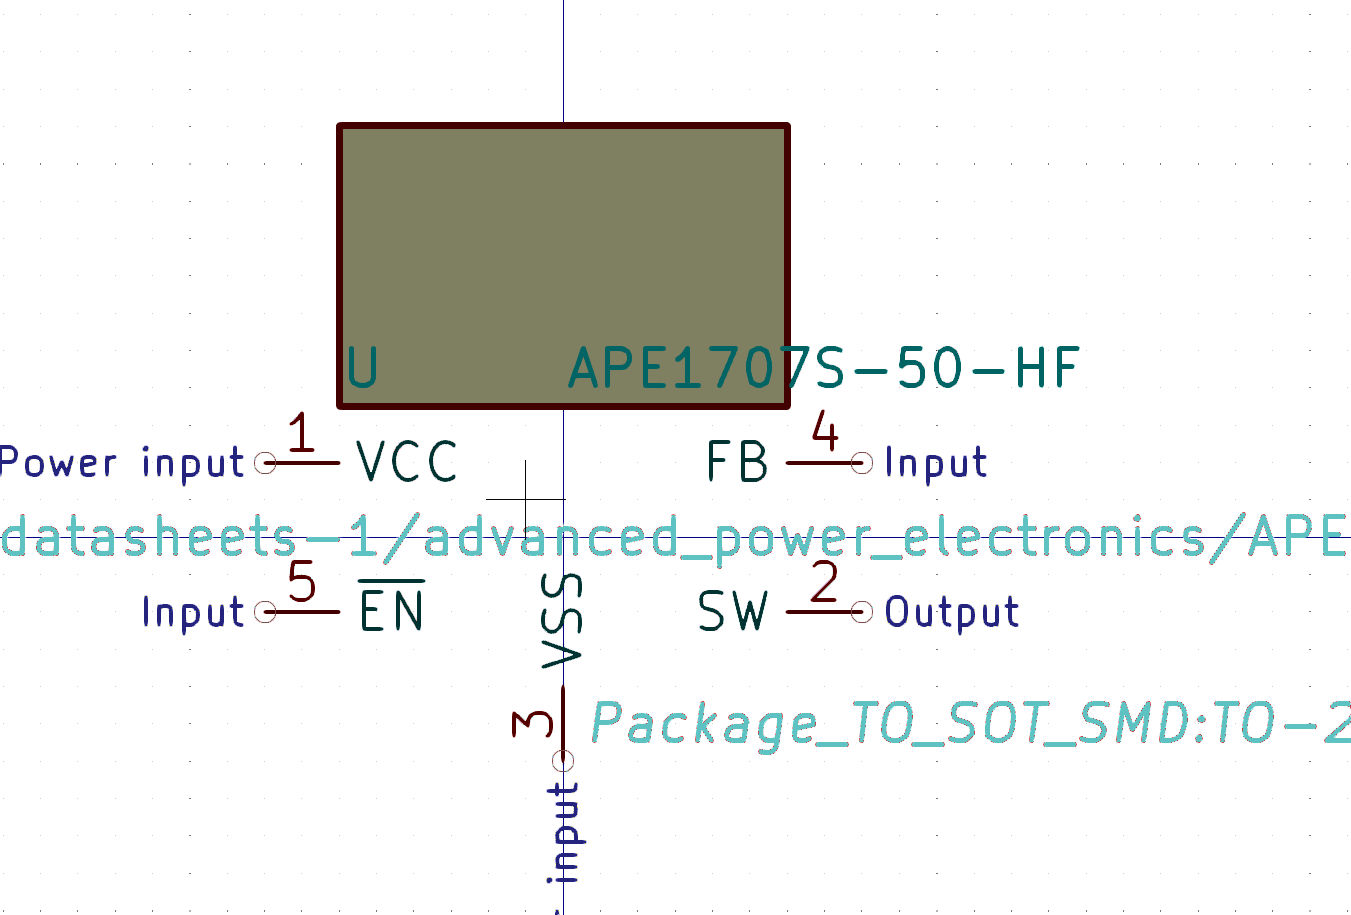 U APE1707S-50-HF
1 4
Power input VCC FB Input
datasheets-1/advanced_power_electronics/APE
5 2
Input EN SW Output
VSS
3
Package_TO_SOT_SMD:TO-2
input